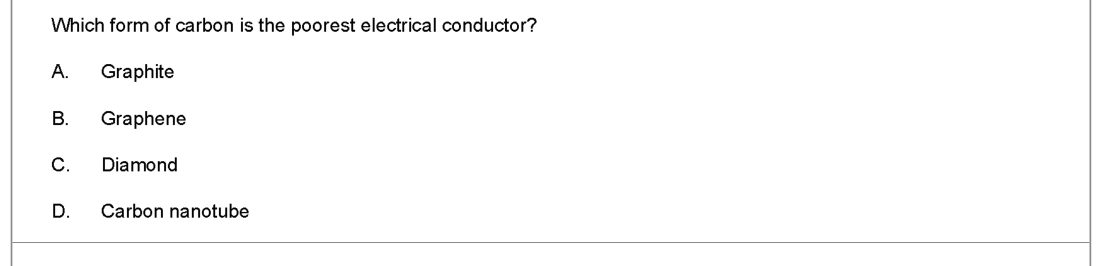 Which form of carbon is the poorest electrical conductor?
A. Graphite
B. Graphene
C. Diamond
D. Carbon nanotube